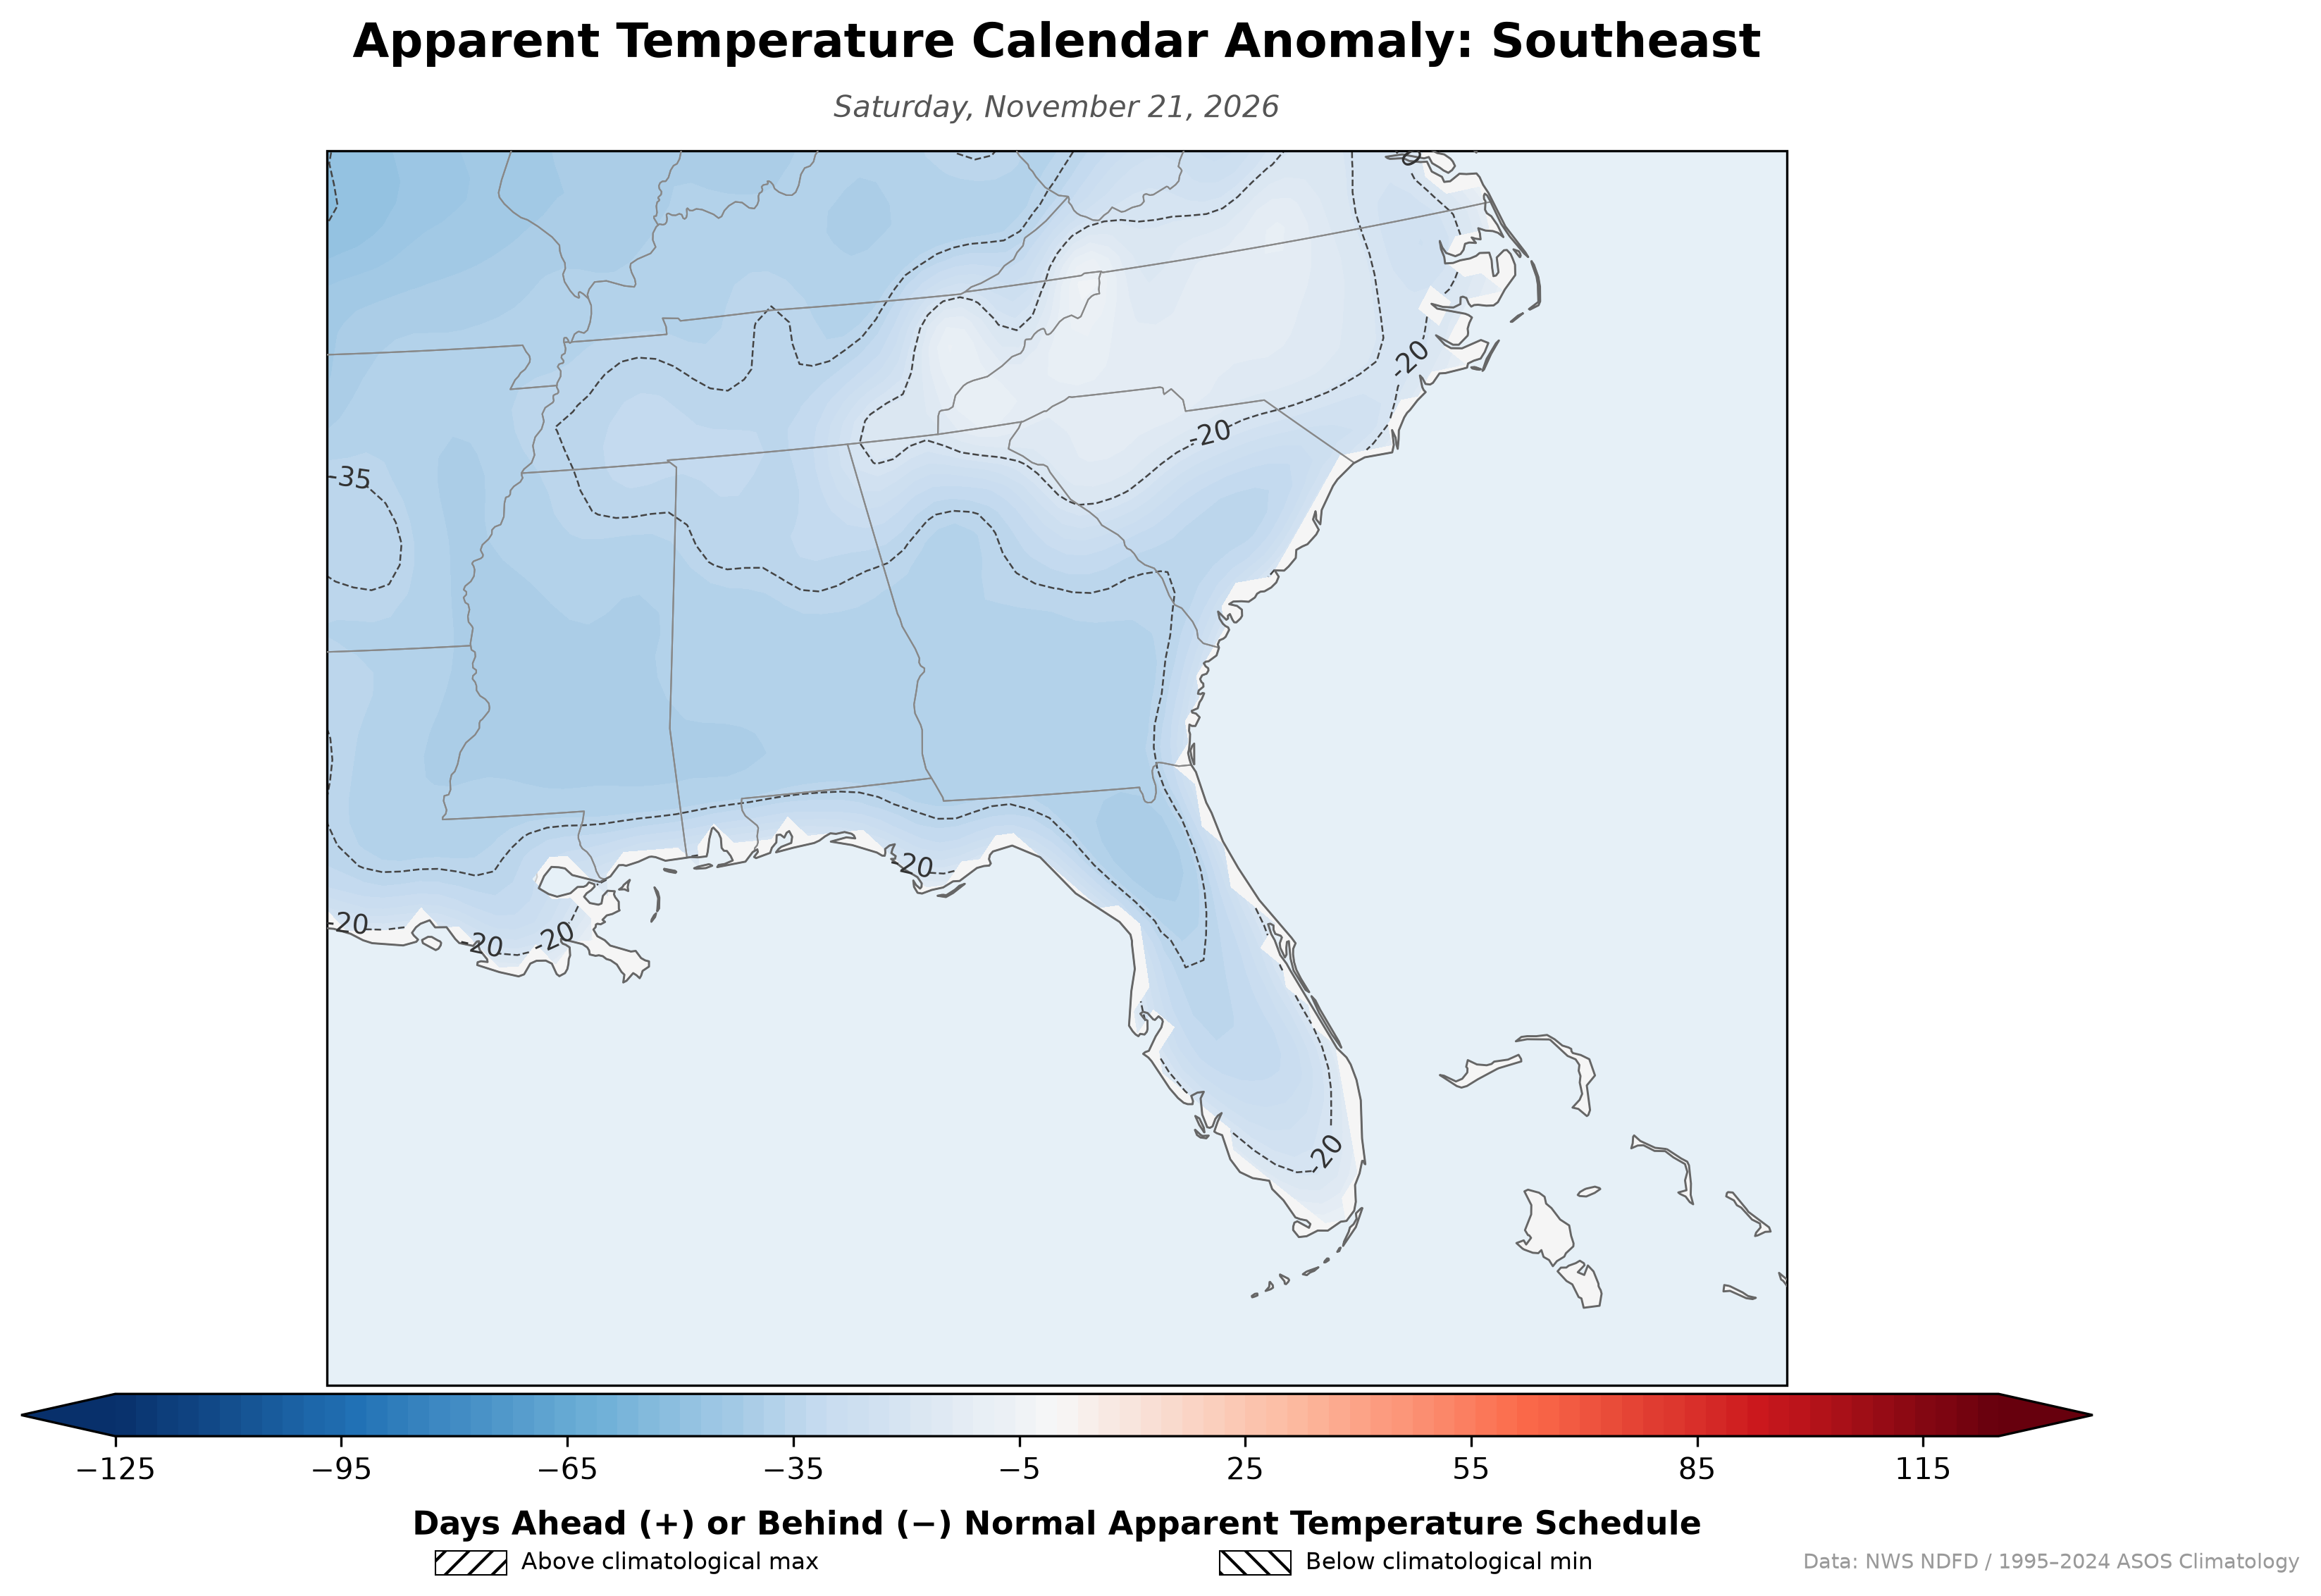 Apparent Temperature Calendar Anomaly: Southeast
Saturday, November 21, 2026
0
-20
-20
-35
-20
-20
-20
-20
-20
−125 −95 −65 −35 −5 25 55 85 115
Days Ahead (+) or Behind (−) Normal Apparent Temperature Schedule
Above climatological max
Below climatological min
Data: NWS NDFD / 1995–2024 ASOS Climatology